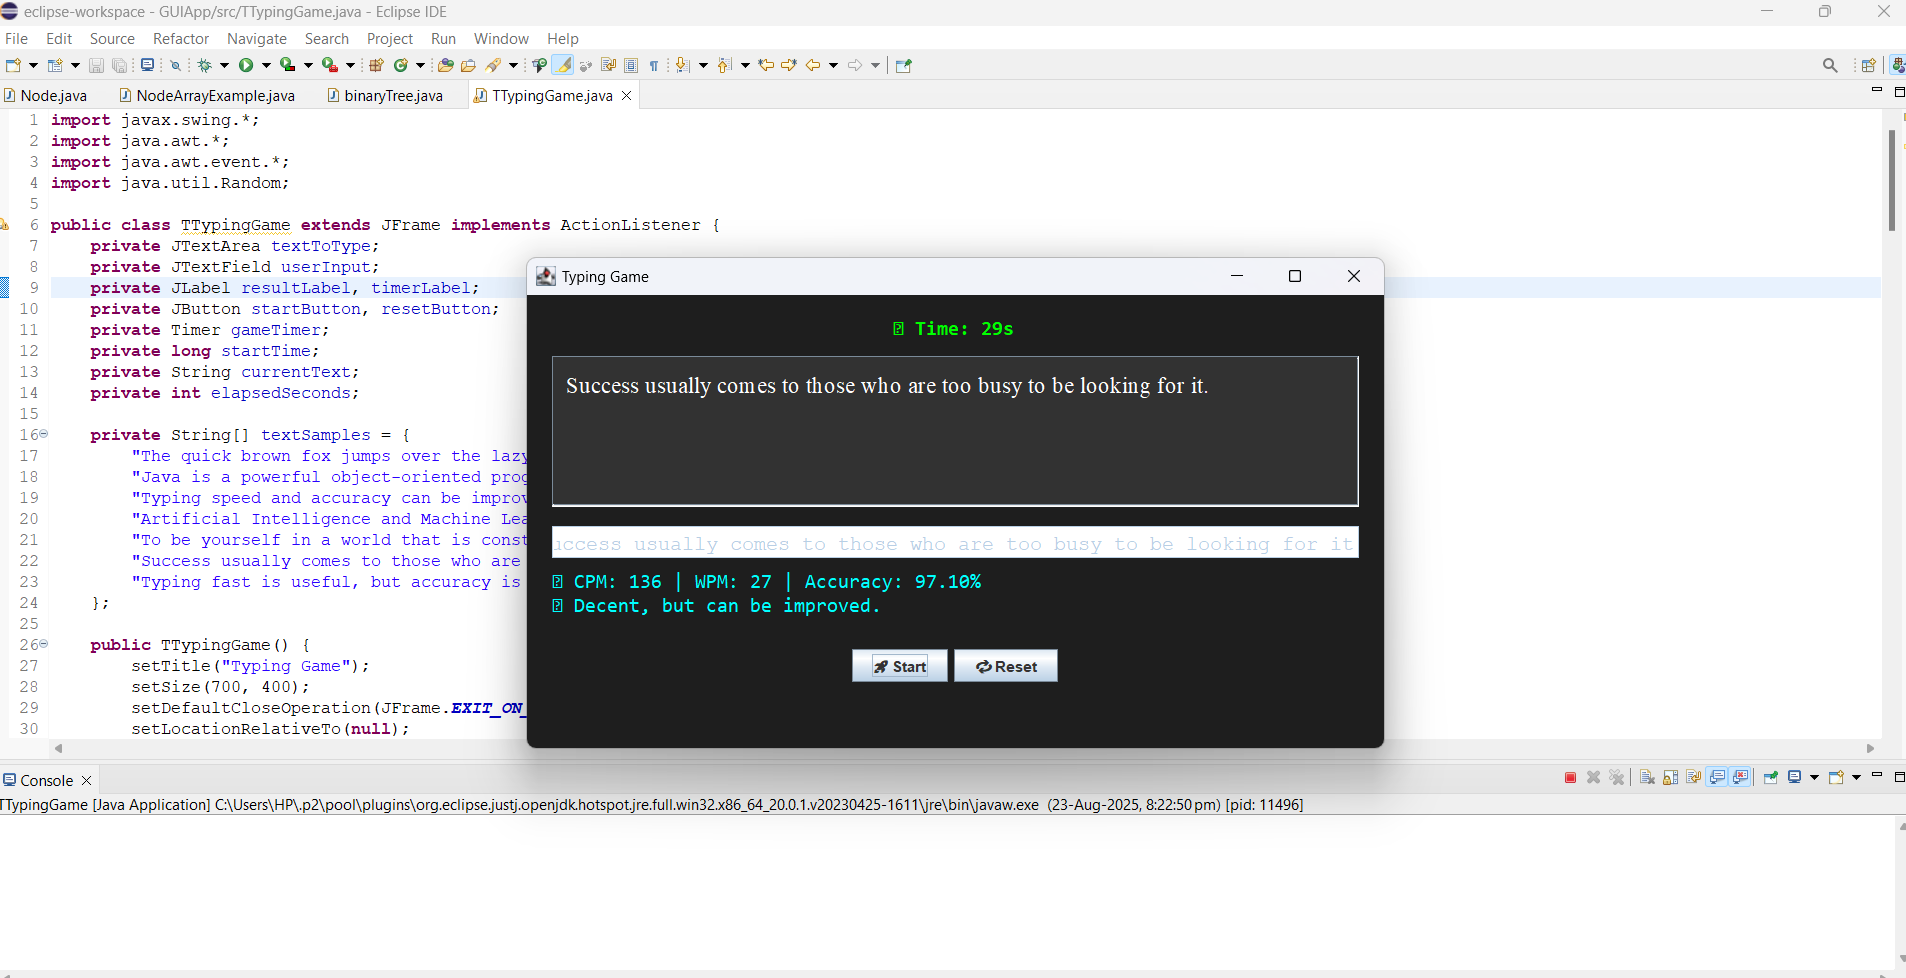 eclipse-workspace - GUIApp/src/TTypingGame.java - Eclipse IDE
File Edit Source Refactor Navigate Search Project Run Window Help
Node.java NodeArrayExample.java binaryTree.java TTypingGame.java
1 import javax.swing.*;
2 import java.awt.*;
3 import java.awt.event.*;
4 import java.util.Random;
5
6 public class TTypingGame extends JFrame implements ActionListener {
7 private JTextArea textToType;
8 private JTextField userInput;
9 private JLabel resultLabel, timerLabel;
10 private JButton startButton, resetButton;
11 private Timer gameTimer;
12 private long startTime;
13 private String currentText;
14 private int elapsedSeconds;
15
16 private String[] textSamples = {
17 "The quick brown fox jumps over the lazy
18 "Java is a powerful object-oriented prog
19 "Typing speed and accuracy can be improv
20 "Artificial Intelligence and Machine Lea
21 "To be yourself in a world that is const
22 "Success usually comes to those who are
23 "Typing fast is useful, but accuracy is
24 };
25
26 public TTypingGame() {
27 setTitle("Typing Game");
28 setSize(700, 400);
29 setDefaultCloseOperation(JFrame.EXIT_ON_
30 setLocationRelativeTo(null);
Typing Game
Time: 29s
Success usually comes to those who are too busy to be looking for it.
uccess usually comes to those who are too busy to be looking for it
CPM: 136 | WPM: 27 | Accuracy: 97.10%
Decent, but can be improved.
Start Reset
Console
TTypingGame [Java Application] C:\Users\HP\.p2\pool\plugins\org.eclipse.justj.openjdk.hotspot.jre.full.win32.x86_64_20.0.1.v20230425-1611\jre\bin\javaw.exe (23-Aug-2025, 8:22:50 pm) [pid: 11496]